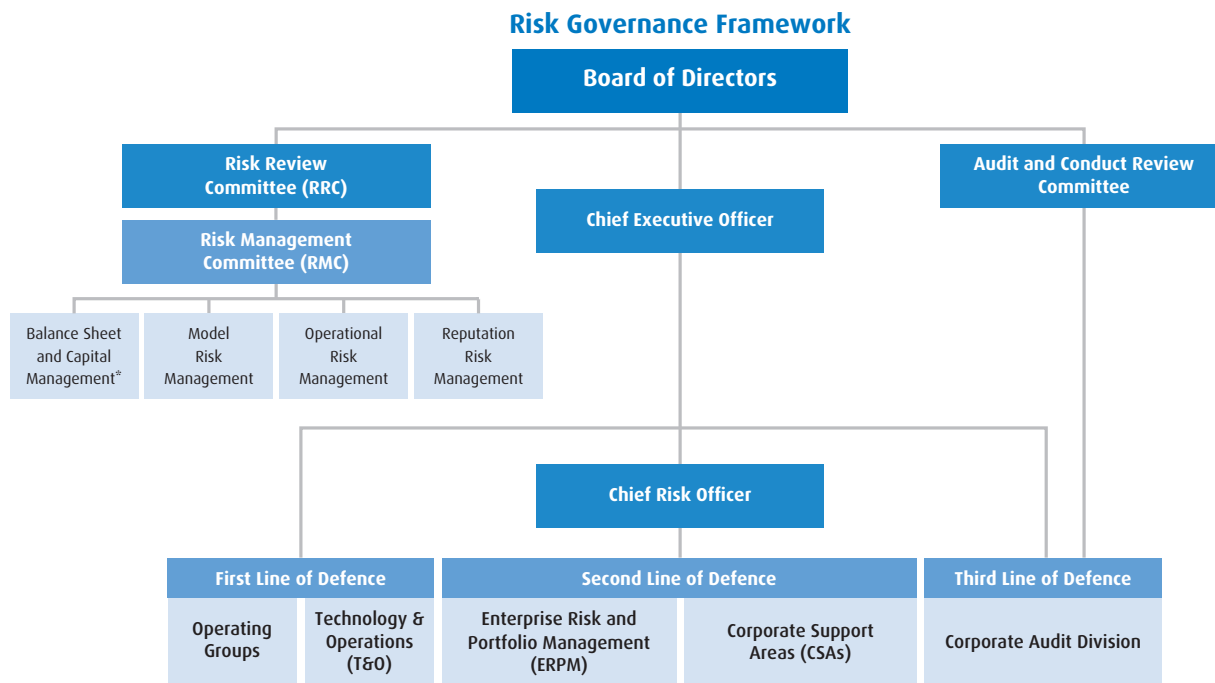 Risk Governance Framework
Board of Directors
Risk Review
Committee (RRC)
Audit and Conduct Review
Committee
Chief Executive Officer
Risk Management
Committee (RMC)
Balance Sheet
and Capital
Management*
Model
Risk
Management
Operational
Risk
Management
Reputation
Risk
Management
Chief Risk Officer
First Line of Defence
Second Line of Defence
Third Line of Defence
Operating
Groups
Technology &
Operations
(T&O)
Enterprise Risk and
Portfolio Management
(ERPM)
Corporate Support
Areas (CSAs)
Corporate Audit Division